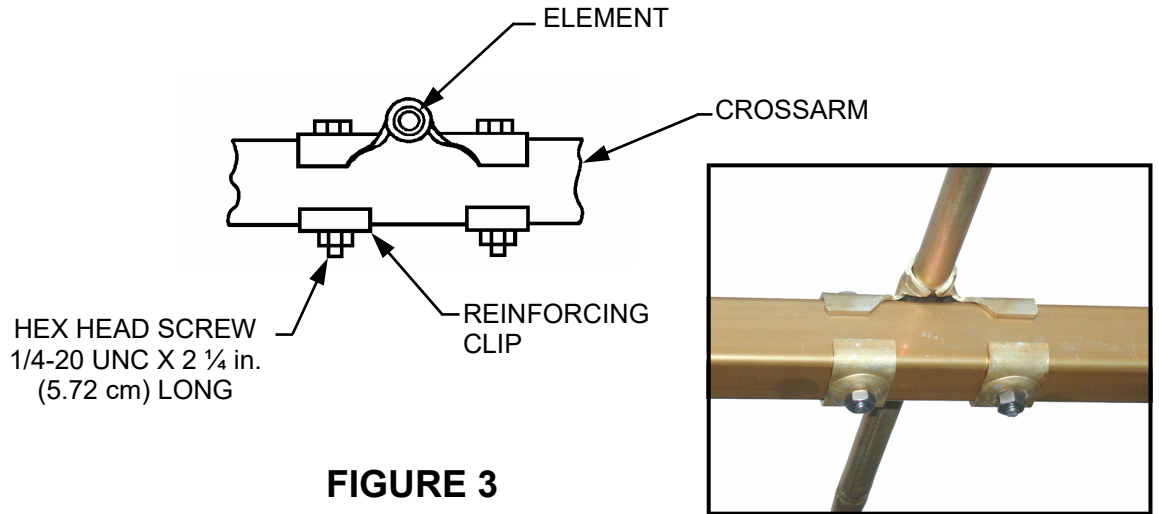 ELEMENT
CROSSARM
HEX HEAD SCREW
1/4-20 UNC X 2 ¼ in.
(5.72 cm) LONG
REINFORCING
CLIP
FIGURE 3